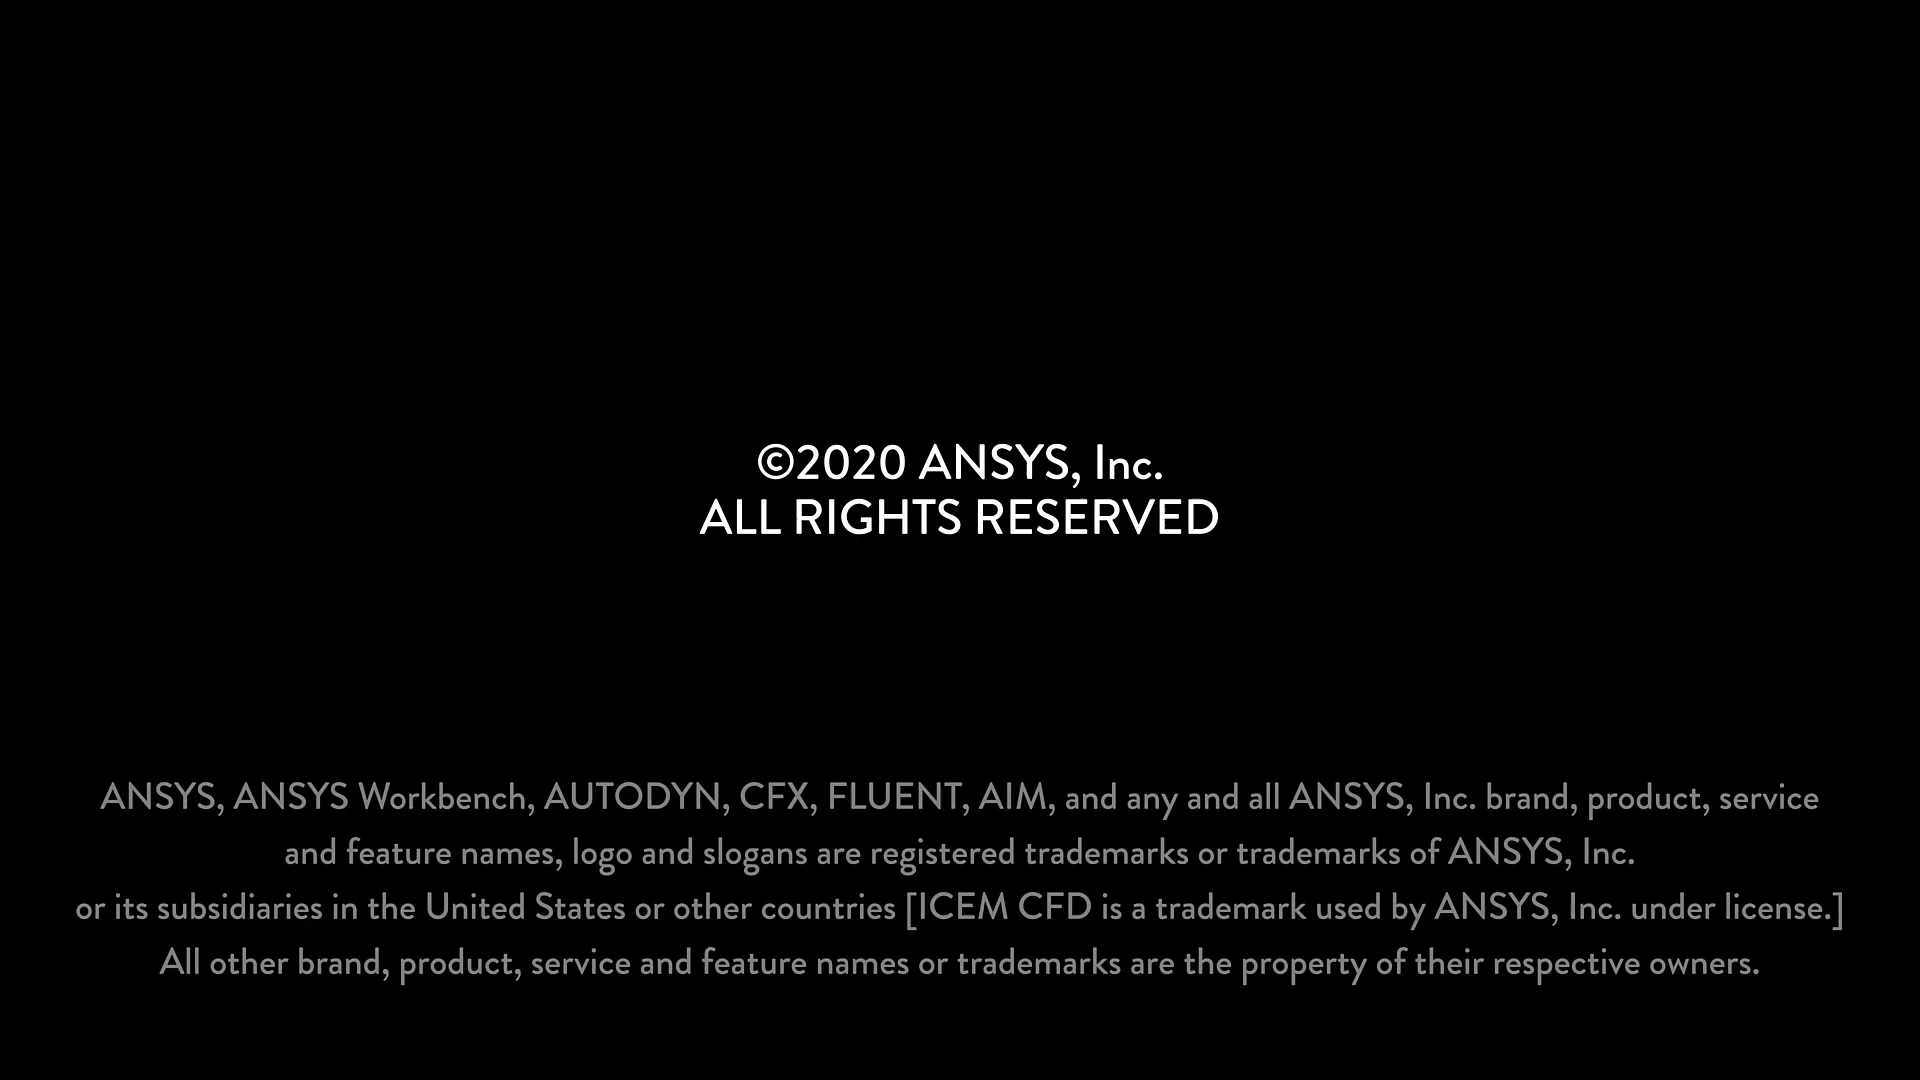 ©2020 ANSYS, Inc.
ALL RIGHTS RESERVED
ANSYS, ANSYS Workbench, AUTODYN, CFX, FLUENT, AIM, and any and all ANSYS, Inc. brand, product, service
and feature names, logo and slogans are registered trademarks or trademarks of ANSYS, Inc.
or its subsidiaries in the United States or other countries [ICEM CFD is a trademark used by ANSYS, Inc. under license.]
All other brand, product, service and feature names or trademarks are the property of their respective owners.